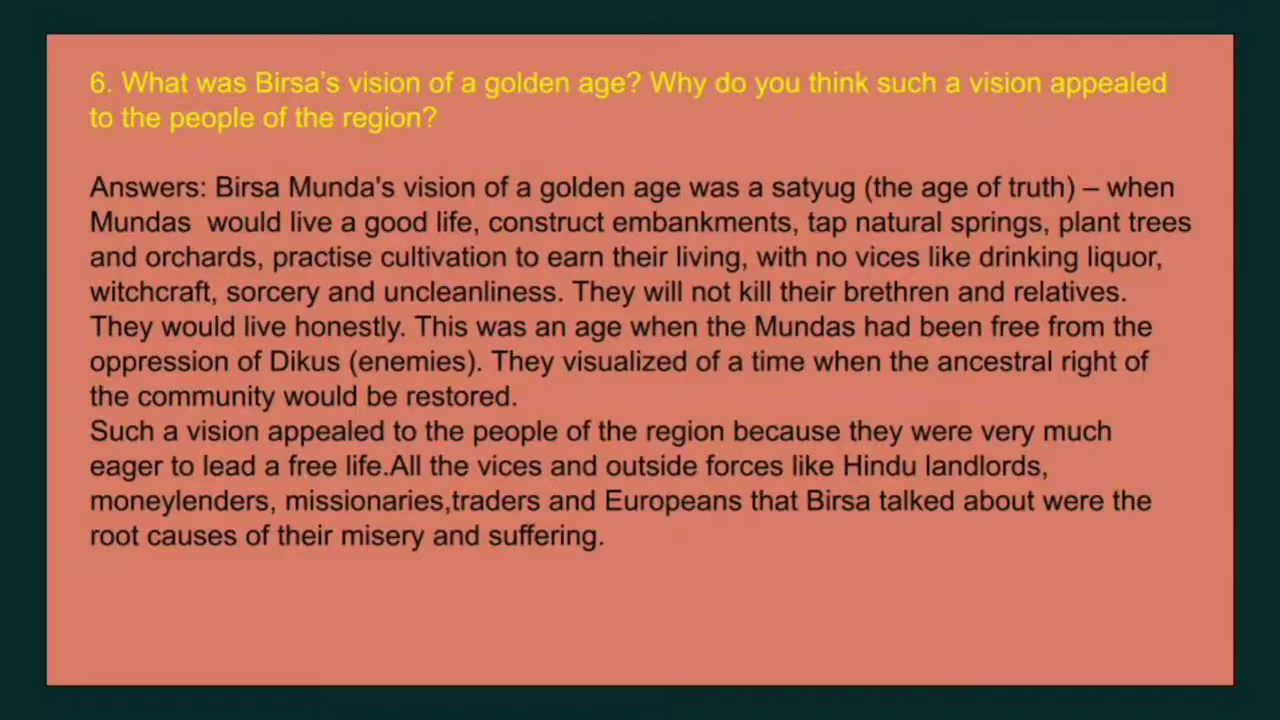 6. What was Birsa’s vision of a golden age? Why do you think such a vision appealed
to the people of the region?
Answers: Birsa Munda's vision of a golden age was a satyug (the age of truth) – when
Mundas  would live a good life, construct embankments, tap natural springs, plant trees
and orchards, practise cultivation to earn their living, with no vices like drinking liquor,
witchcraft, sorcery and uncleanliness. They will not kill their brethren and relatives.
They would live honestly. This was an age when the Mundas had been free from the
oppression of Dikus (enemies). They visualized of a time when the ancestral right of
the community would be restored.
Such a vision appealed to the people of the region because they were very much
eager to lead a free life.All the vices and outside forces like Hindu landlords,
moneylenders, missionaries,traders and Europeans that Birsa talked about were the
root causes of their misery and suffering.